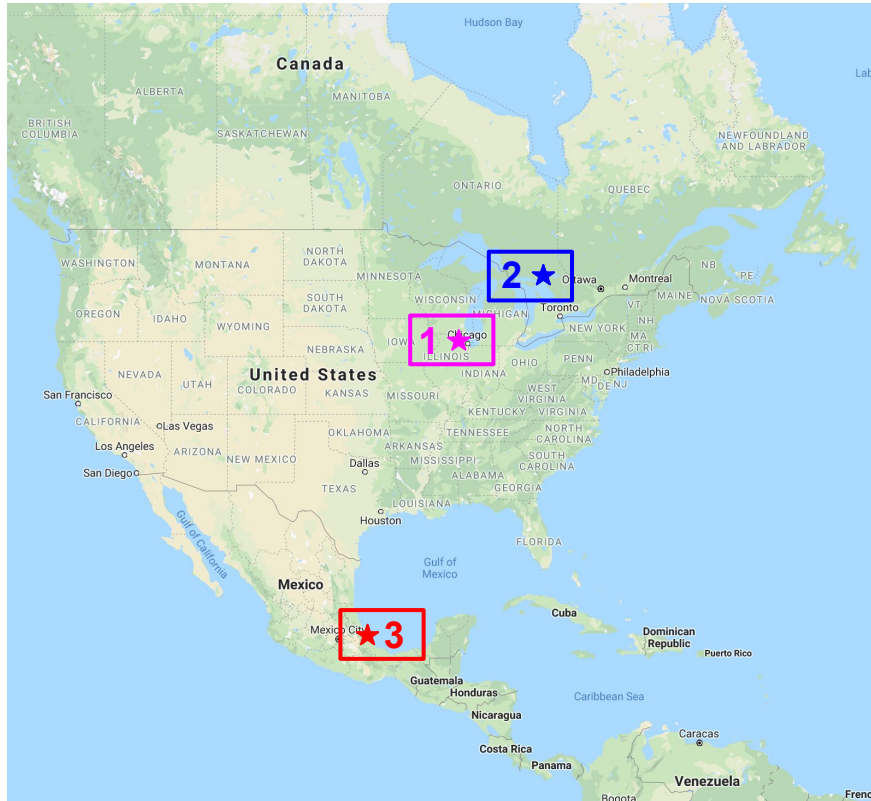 Hudson Bay
Canada
Lab
ALBERTA
MANITOBA
BRITISH
COLUMBIA
SASKATCHEWAN
NEWFOUNDLAND
AND LABRADOR
ONTARIO
QUEBEC
WASHINGTON
MONTANA
NORTH
DAKOTA
MINNESOTA
2
Ottawa
Montreal
NB
PE
MAINE
NOVA SCOTIA
OREGON
IDAHO
WYOMING
SOUTH
DAKOTA
WISCONSIN
MICHIGAN
Toronto
VT
NH
NEW YORK
MA
CT RI
1
Chicago
IOWA
ILLINOIS
NEBRASKA
INDIANA
OHIO
PENN
Philadelphia
MD
DE
NJ
NEVADA
UTAH
COLORADO
United States
KANSAS
MISSOURI
WEST
VIRGINIA
KENTUCKY
VIRGINIA
San Francisco
CALIFORNIA
Las Vegas
Los Angeles
ARIZONA
NEW MEXICO
OKLAHOMA
ARKANSAS
TENNESSEE
NORTH
CAROLINA
San Diego
Dallas
MISSISSIPPI
SOUTH
CAROLINA
ALABAMA
GEORGIA
TEXAS
LOUISIANA
Houston
Gulf of California
FLORIDA
Gulf of
Mexico
Mexico
Mexico City
3
Cuba
Dominican
Republic
Puerto Rico
Guatemala
Honduras
Caribbean Sea
Nicaragua
Caracas
Costa Rica
Panama
Venezuela
Bogota
Frenc